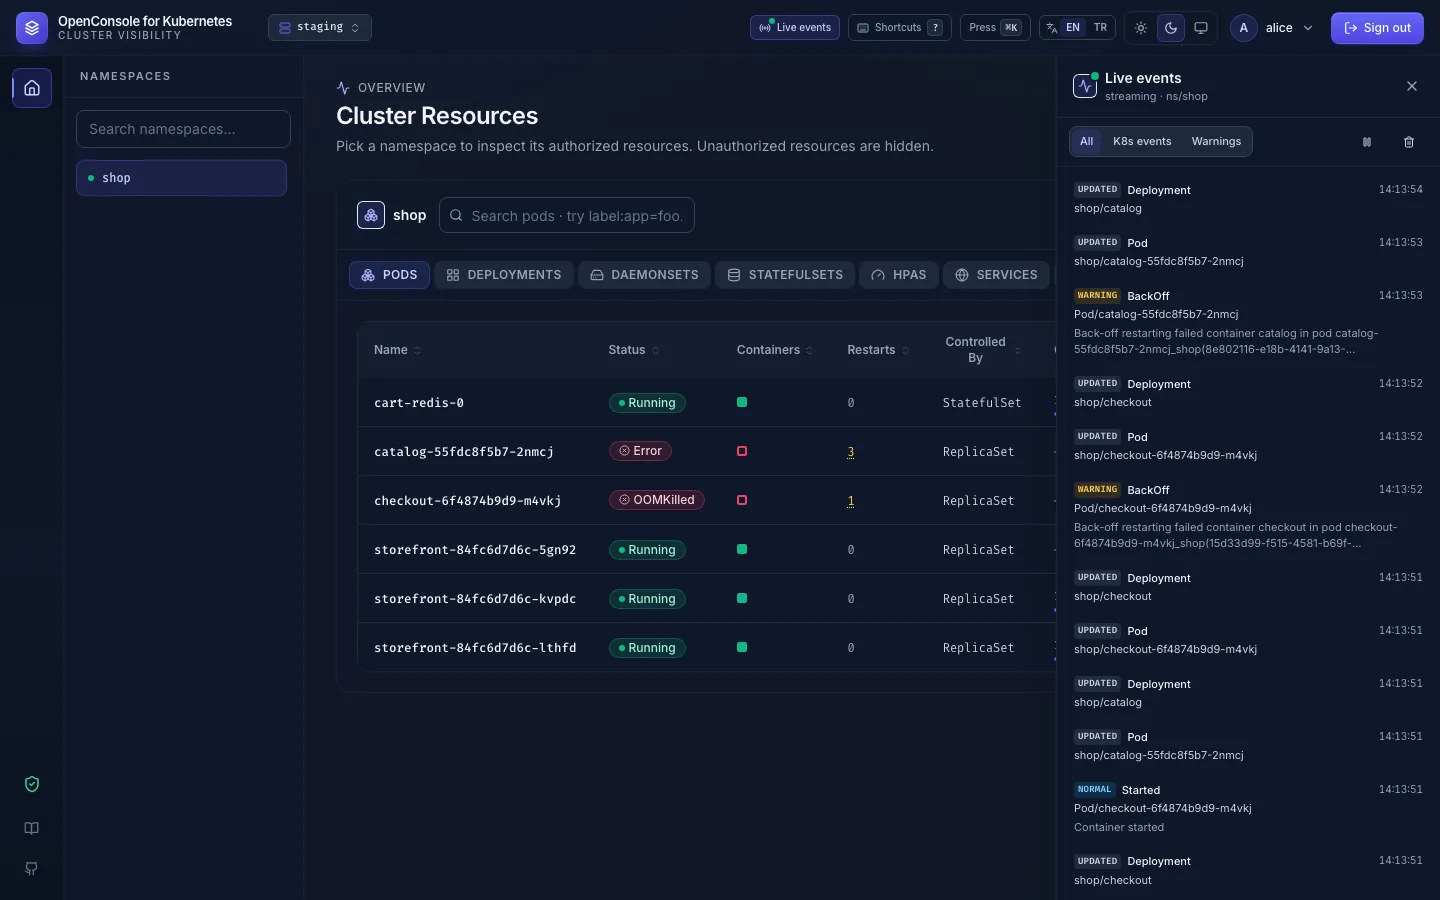 OpenConsole for Kubernetes
CLUSTER VISIBILITY
staging
Live events
Shortcuts ?
Press ⌘K
EN TR
A alice
Sign out
NAMESPACES
Search namespaces...
shop
OVERVIEW
Cluster Resources
Pick a namespace to inspect its authorized resources. Unauthorized resources are hidden.
shop
Search pods · try label:app=foo.
PODS DEPLOYMENTS DAEMONSETS STATEFULSETS HPAS SERVICES
Name Status Containers Restarts Controlled By
cart-redis-0 Running 0 StatefulSet
catalog-55fdc8f5b7-2nmcj Error 3 ReplicaSet
checkout-6f4874b9d9-m4vkj OOMKilled 1 ReplicaSet
storefront-84fc6d7d6c-5gn92 Running 0 ReplicaSet
storefront-84fc6d7d6c-kvpdc Running 0 ReplicaSet
storefront-84fc6d7d6c-lthfd Running 0 ReplicaSet
Live events
streaming · ns/shop
All K8s events Warnings
UPDATED Deployment 14:13:54
shop/catalog
UPDATED Pod 14:13:53
shop/catalog-55fdc8f5b7-2nmcj
WARNING BackOff 14:13:53
Pod/catalog-55fdc8f5b7-2nmcj
Back-off restarting failed container catalog in pod catalog-
55fdc8f5b7-2nmcj_shop(8e802116-e18b-4141-9a13-...
UPDATED Deployment 14:13:52
shop/checkout
UPDATED Pod 14:13:52
shop/checkout-6f4874b9d9-m4vkj
WARNING BackOff 14:13:52
Pod/checkout-6f4874b9d9-m4vkj
Back-off restarting failed container checkout in pod checkout-
6f4874b9d9-m4vkj_shop(15d33d99-f515-4581-b69f-...
UPDATED Deployment 14:13:51
shop/checkout
UPDATED Pod 14:13:51
shop/checkout-6f4874b9d9-m4vkj
UPDATED Deployment 14:13:51
shop/catalog
UPDATED Pod 14:13:51
shop/catalog-55fdc8f5b7-2nmcj
NORMAL Started 14:13:51
Pod/checkout-6f4874b9d9-m4vkj
Container started
UPDATED Deployment 14:13:51
shop/checkout